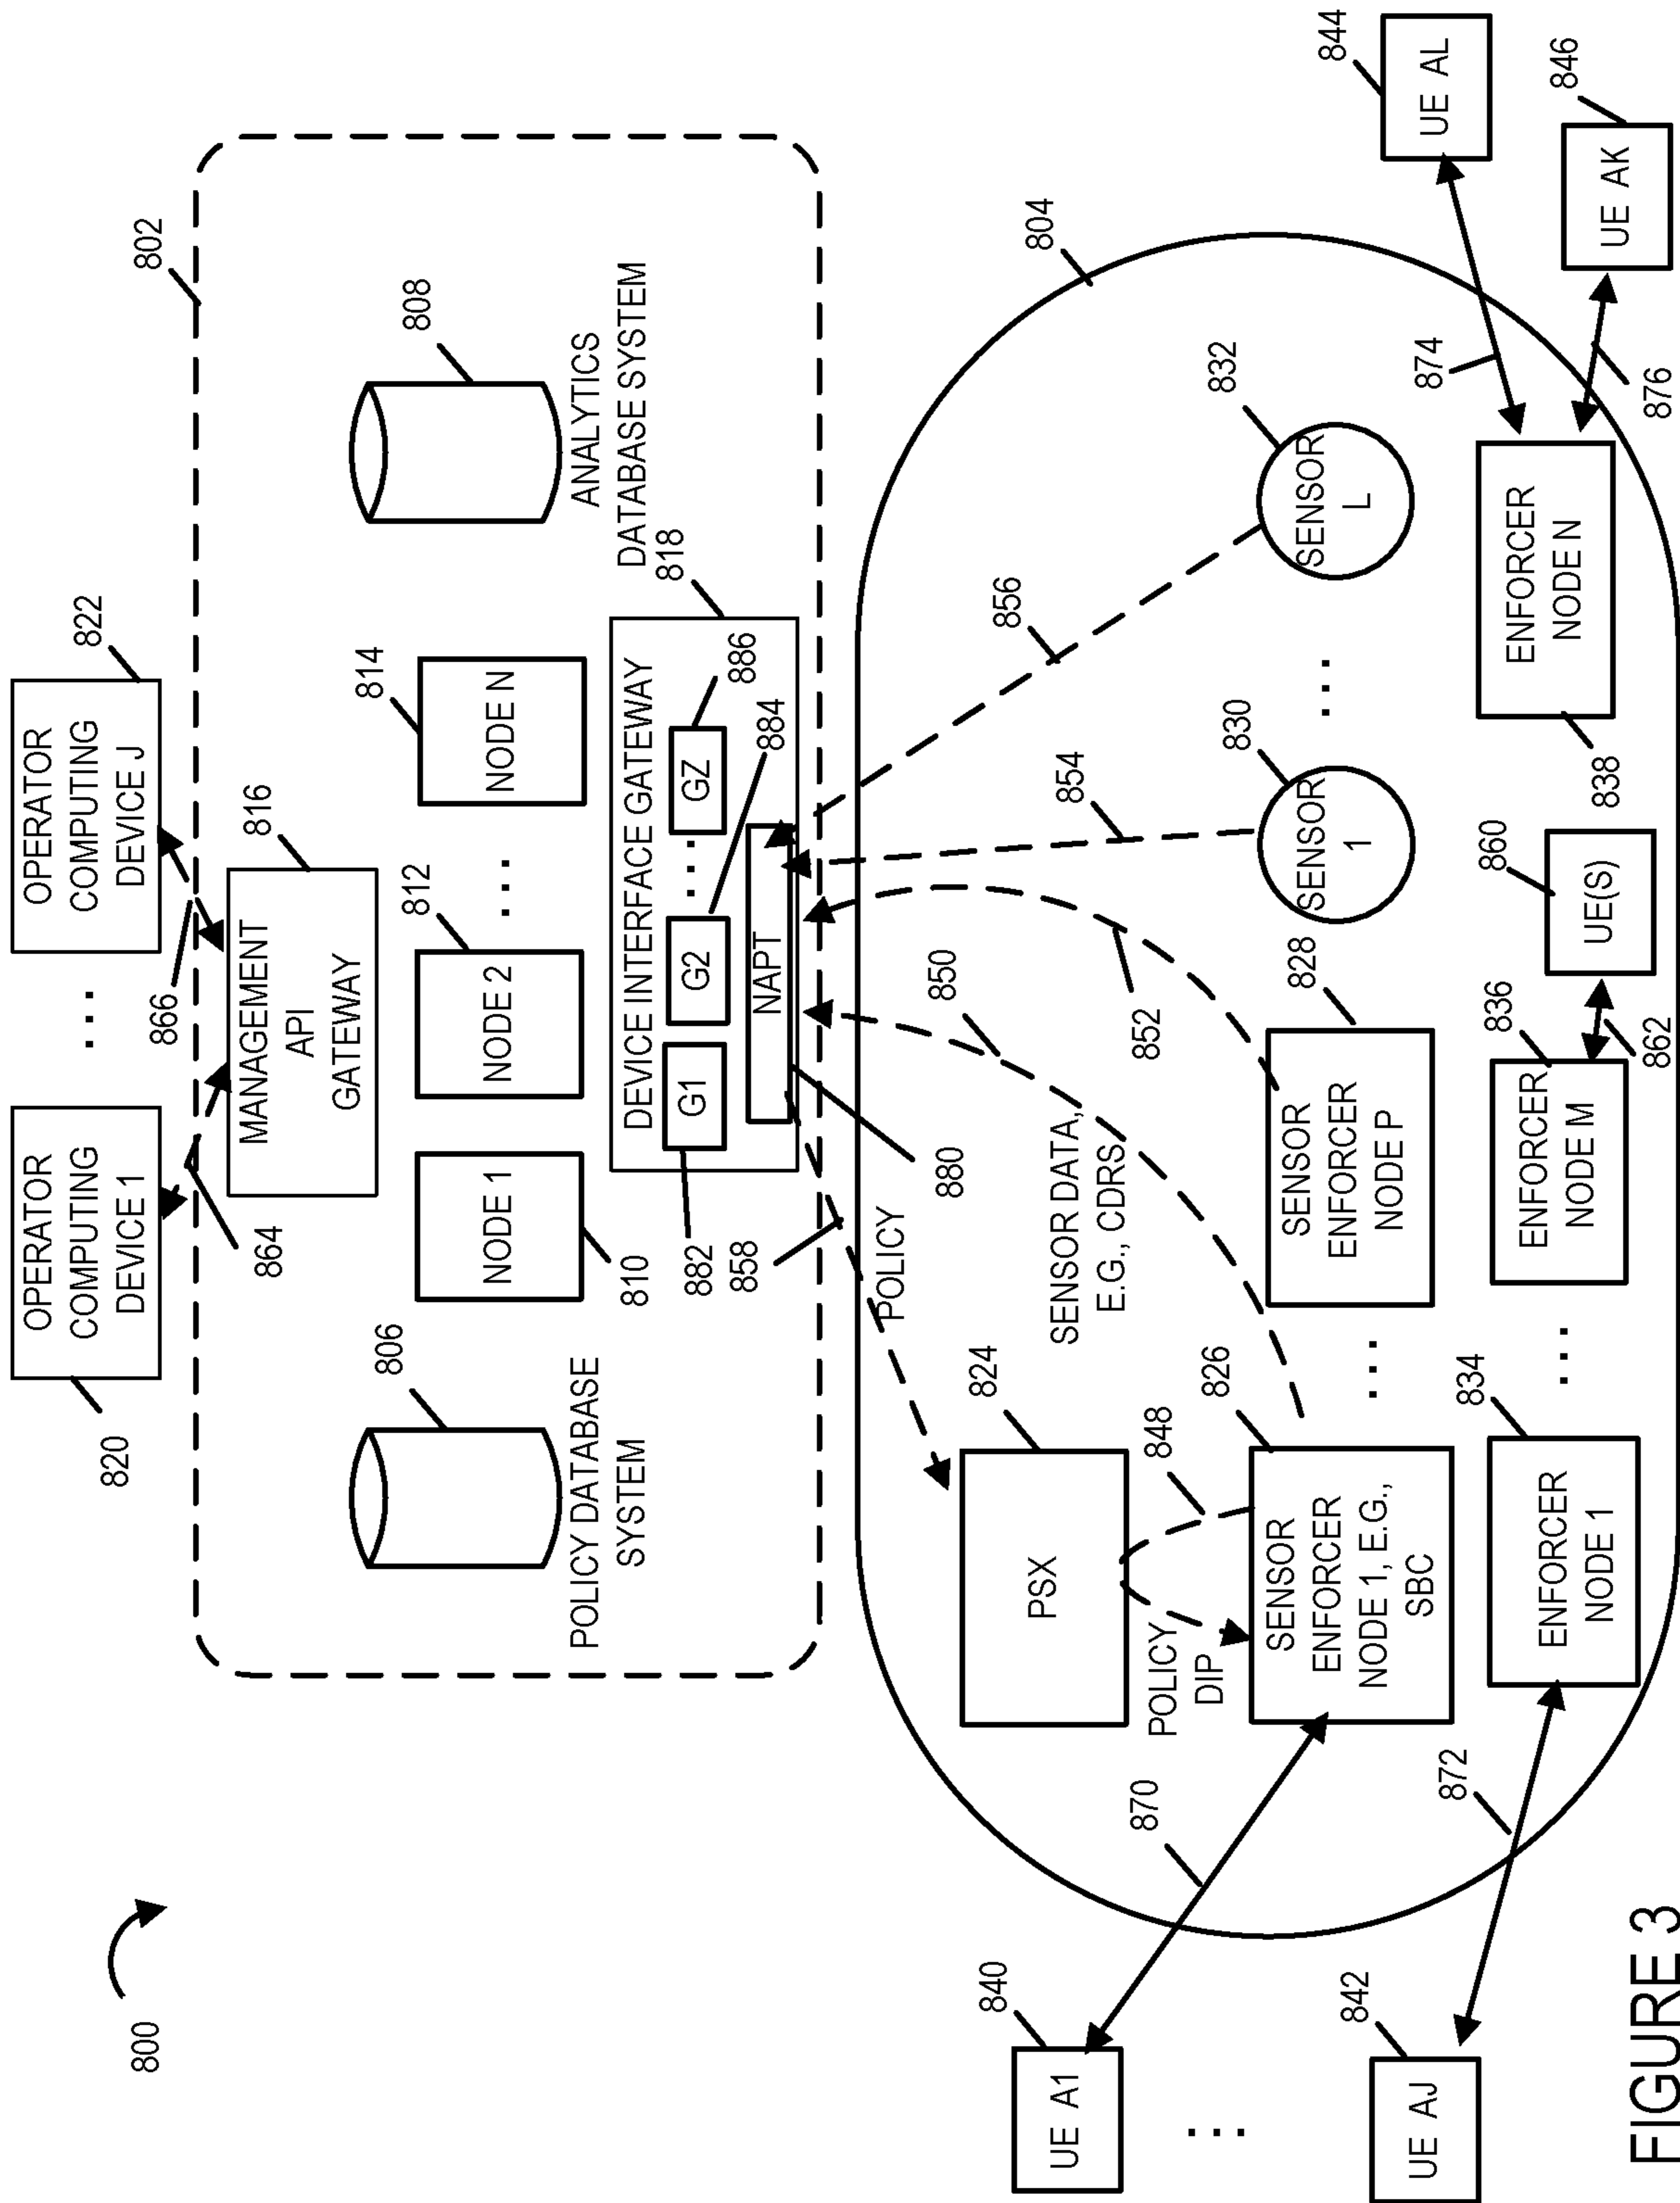 800
820
OPERATOR
COMPUTING
DEVICE 1
...
OPERATOR
COMPUTING
DEVICE J
822
864
866
802
MANAGEMENT
API
GATEWAY
816
806
POLICY DATABASE
SYSTEM
NODE 1
810
NODE 2
812
...
NODE N
814
808
ANALYTICS
DATABASE SYSTEM
818
DEVICE INTERFACE GATEWAY
G1
G2
...
GZ
NAPT
882
884
886
880
858
POLICY
804
824
PSX
848
POLICY
DIP
826
SENSOR
ENFORCER
NODE 1, E.G.,
SBC
...
SENSOR DATA,
E.G., CDRS
850
852
854
856
828
SENSOR
ENFORCER
NODE P
830
SENSOR
1
...
832
SENSOR
L
834
ENFORCER
NODE 1
...
836
ENFORCER
NODE M
862
860
UE(S)
838
ENFORCER
NODE N
840
UE A1
...
842
UE AJ
870
872
874
876
844
UE AL
846
UE AK
FIGURE 3